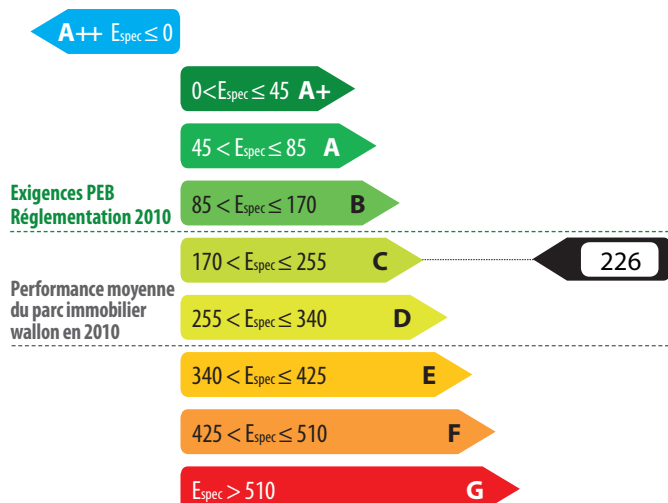 A++ Espec ≤ 0
0<Espec ≤ 45 A+
45 < Espec ≤ 85 A
Exigences PEB
Réglementation 2010
85 < Espec ≤ 170 B
170 < Espec ≤ 255 C
226
Performance moyenne
du parc immobilier
wallon en 2010
255 < Espec ≤ 340 D
340 < Espec ≤ 425 E
425 < Espec ≤ 510 F
Espec > 510 G